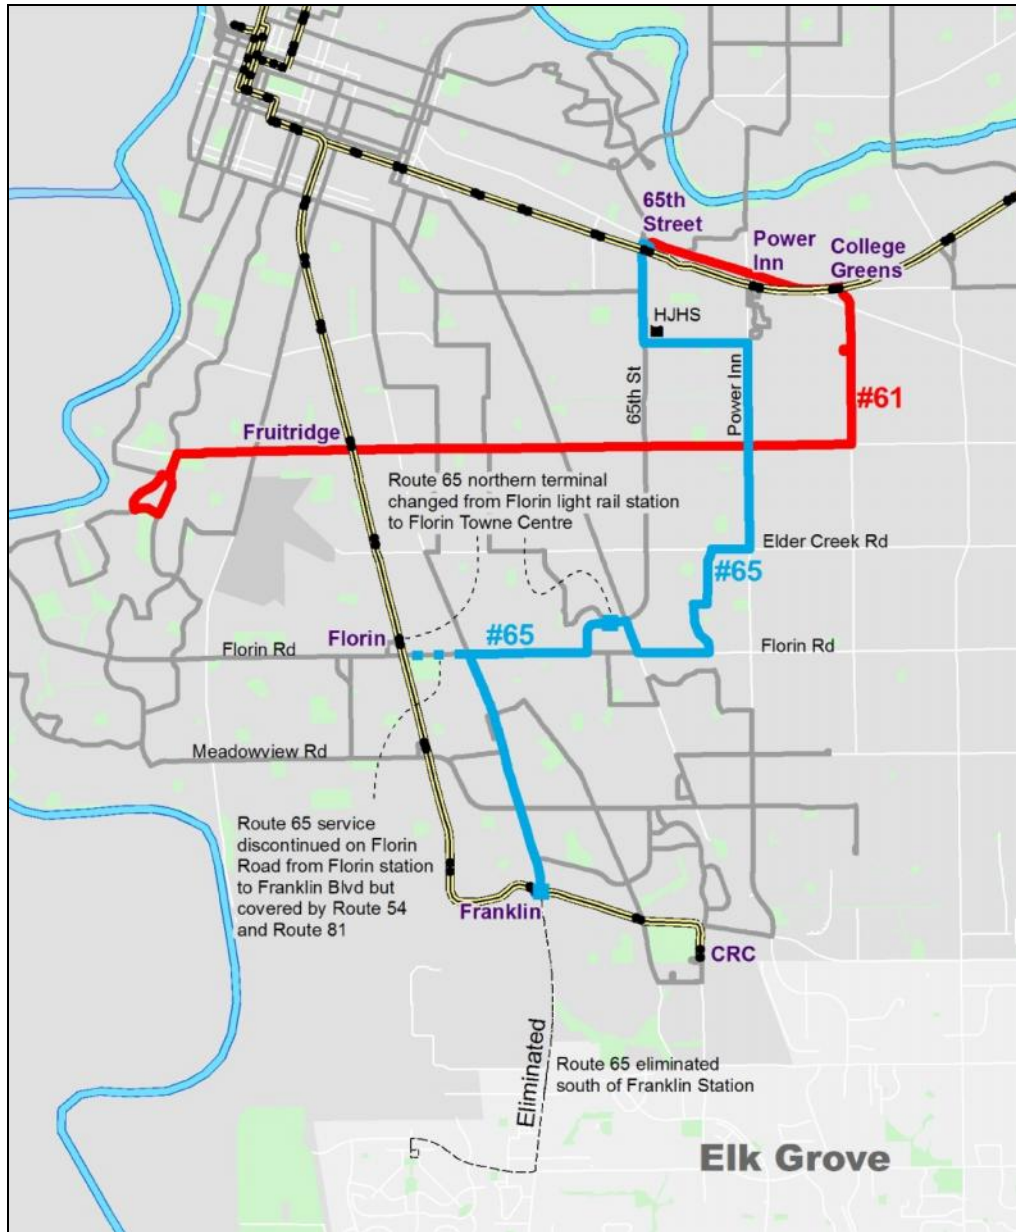 65th
Street
Power
Inn
College
Greens
HJHS
65th St
Power Inn
#61
Fruitridge
Route 65 northern terminal
changed from Florin light rail station
to Florin Towne Centre
Elder Creek Rd
#65
Florin
#65
Florin Rd
Florin Rd
Meadowview Rd
Route 65 service
discontinued on Florin
Road from Florin station
to Franklin Blvd but
covered by Route 54
and Route 81
Franklin
CRC
Eliminated
Route 65 eliminated
south of Franklin Station
Elk Grove